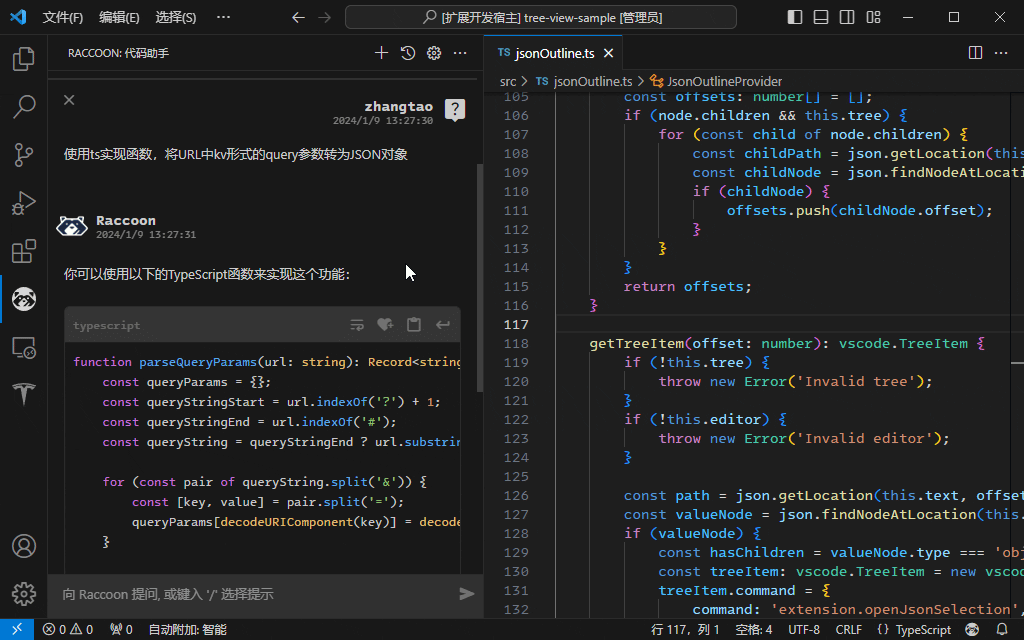 文件(F) 编辑(E) 选择(S) ··· [扩展开发宿主] tree-view-sample [管理员]
RACCOON: 代码助手
zhangtao
2024/1/9 13:27:30
使用ts实现函数，将URL中kv形式的query参数转为JSON对象
Raccoon
2024/1/9 13:27:31
你可以使用以下的TypeScript函数来实现这个功能：
typescript
function parseQueryParams(url: string): Record<string
const queryParams = {};
const queryStringStart = url.indexOf('?') + 1;
const queryStringEnd = url.indexOf('#');
const queryString = queryStringEnd ? url.substrin
for (const pair of queryString.split('&')) {
const [key, value] = pair.split('=');
queryParams[decodeURIComponent(key)] = decode
}
向 Raccoon 提问, 或键入 '/' 选择提示
TS jsonOutline.ts
src > TS jsonOutline.ts > JsonOutlineProvider
105 const offsets: number[] = [];
106 if (node.children && this.tree) {
107 for (const child of node.children) {
108 const childPath = json.getLocation(this
109 const childNode = json.findNodeAtLocati
110 if (childNode) {
111 offsets.push(childNode.offset);
112 }
113 }
114 }
115 return offsets;
116 }
117
118 getTreeItem(offset: number): vscode.TreeItem {
119 if (!this.tree) {
120 throw new Error('Invalid tree');
121 }
122 if (!this.editor) {
123 throw new Error('Invalid editor');
124 }
125
126 const path = json.getLocation(this.text, offset
127 const valueNode = json.findNodeAtLocation(this.
128 if (valueNode) {
129 const hasChildren = valueNode.type === 'obj
130 const treeItem: vscode.TreeItem = new vscod
131 treeItem.command = {
132 command: 'extension.openJsonSelection',
0 0 0 自动附加: 智能 行 117，列 1 空格: 4 UTF-8 CRLF {} TypeScript